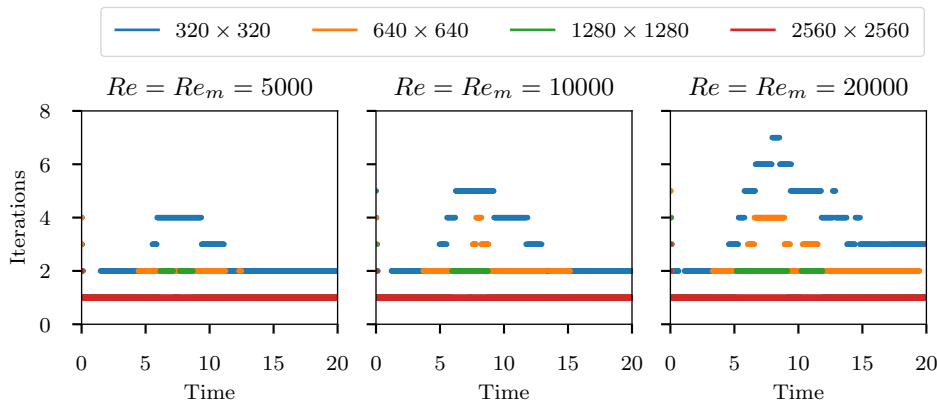 320 × 320 640 × 640 1280 × 1280 2560 × 2560
Re = Re_m = 5000 Re = Re_m = 10000 Re = Re_m = 20000
8
6
4
2
0
Iterations
0 5 10 15 20 0 5 10 15 20 0 5 10 15 20
Time Time Time